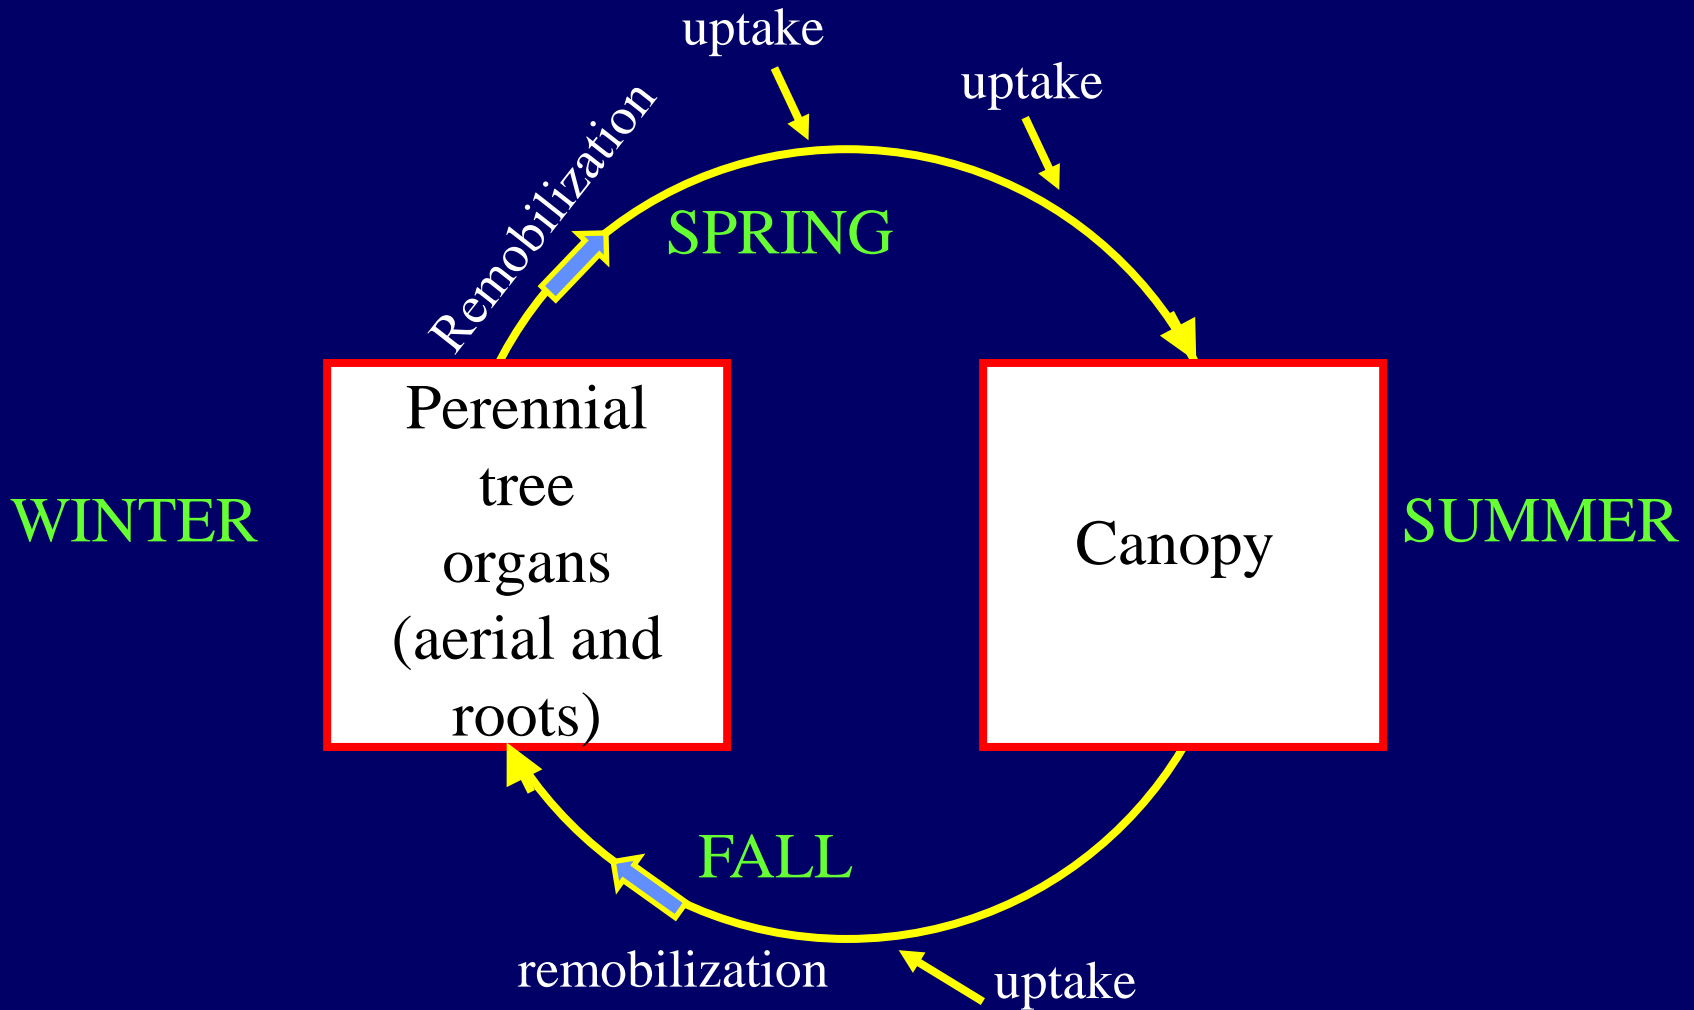 uptake
uptake
Remobilization
SPRING
Perennial
tree
organs
(aerial and
roots)
Canopy
WINTER
SUMMER
FALL
remobilization
uptake